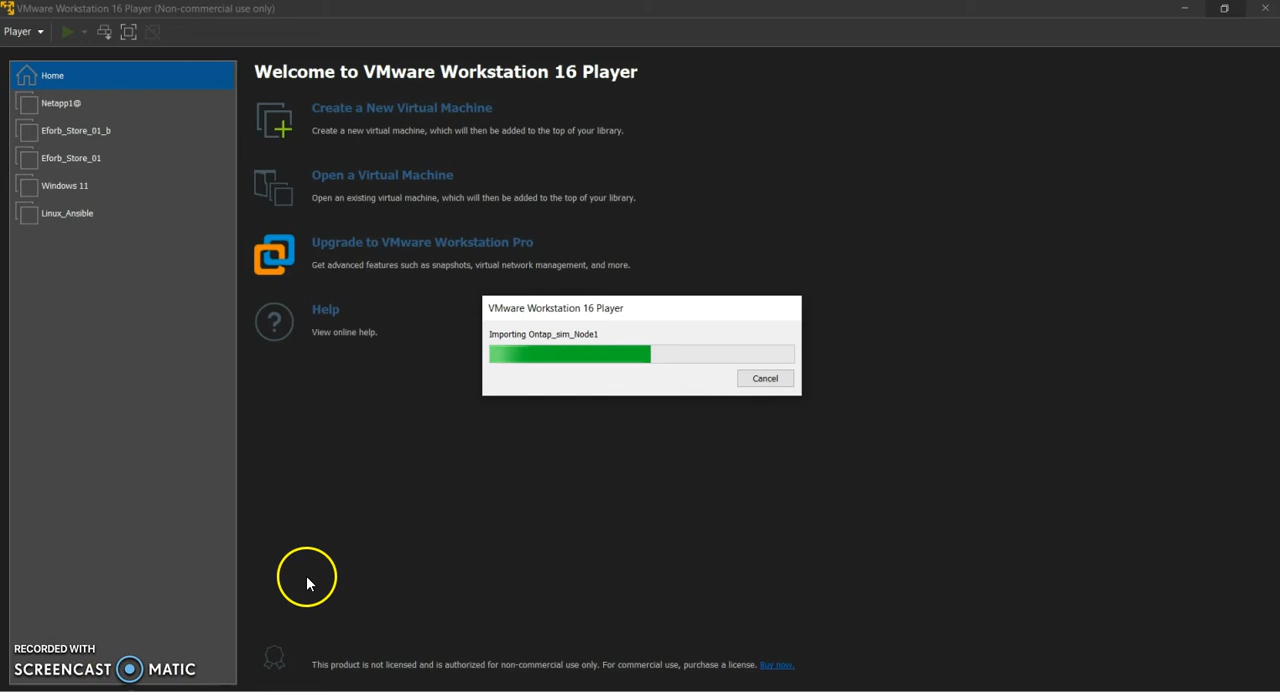 VMware Workstation 16 Player (Non-commercial use only)
Player
Home
Netapp1@
Eforb_Store_01_b
Eforb_Store_01
Windows 11
Linux_Ansible
Welcome to VMware Workstation 16 Player
Create a New Virtual Machine
Create a new virtual machine, which will then be added to the top of your library.
Open a Virtual Machine
Open an existing virtual machine, which will then be added to the top of your library.
Upgrade to VMware Workstation Pro
Get advanced features such as snapshots, virtual network management, and more.
Help
View online help.
VMware Workstation 16 Player
Importing Ontap_sim_Node1
Cancel
This product is not licensed and is authorized for non-commercial use only. For commercial use, purchase a license. Buy now.
RECORDED WITH
SCREENCAST MATIC